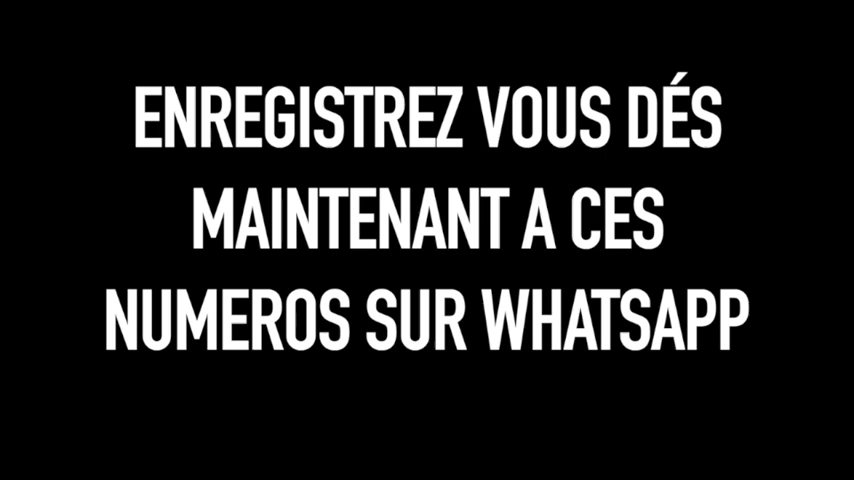 ENREGISTREZ VOUS DÉS
MAINTENANT A CES
NUMEROS SUR WHATSAPP